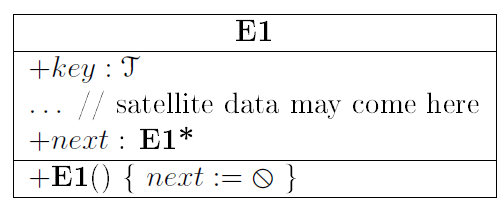 E1
+key : 𝒯
... // satellite data may come here
+next : E1*
+E1() { next := ⦸ }